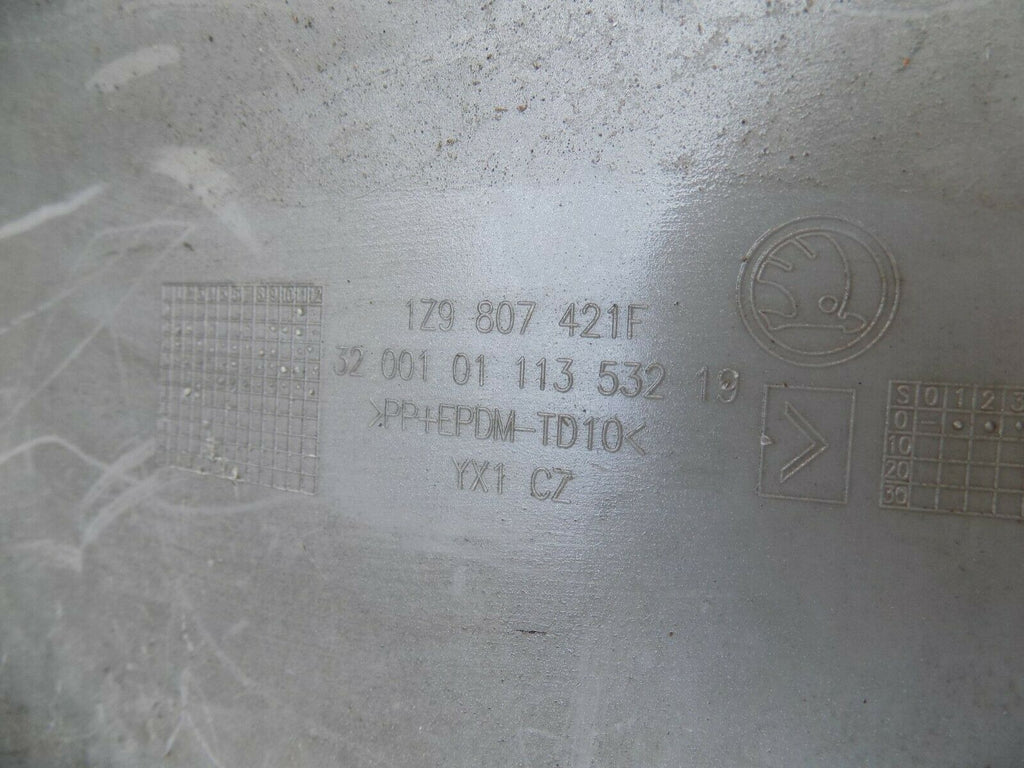 1Z9 807 421F
32 001 01 113 532 19
>PP+EPDM-TD10<
YX1 CZ
S 0 1 2 3
0
10
20
30